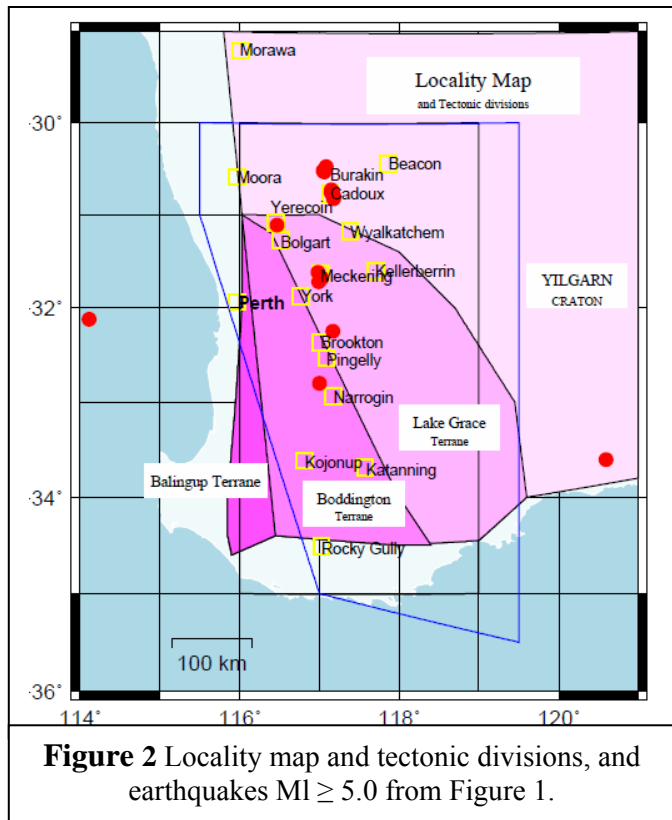 Morawa
Locality Map
and Tectonic divisions
-30˚
Burakin
Beacon
Moora
Cadoux
Yerecoin
Wyalkatchem
Bolgart
Meckering
Kellerberrin
YILGARN
CRATON
-32˚
York
Perth
Brookton
Pingelly
Narrogin
Lake Grace
Terrane
Kojonup
Katanning
Balingup Terrane
-34˚
Boddington
Terrane
Rocky Gully
100 km
-36˚
114˚ 116˚ 118˚ 120˚
Figure 2 Locality map and tectonic divisions, and
earthquakes Ml ≥ 5.0 from Figure 1.